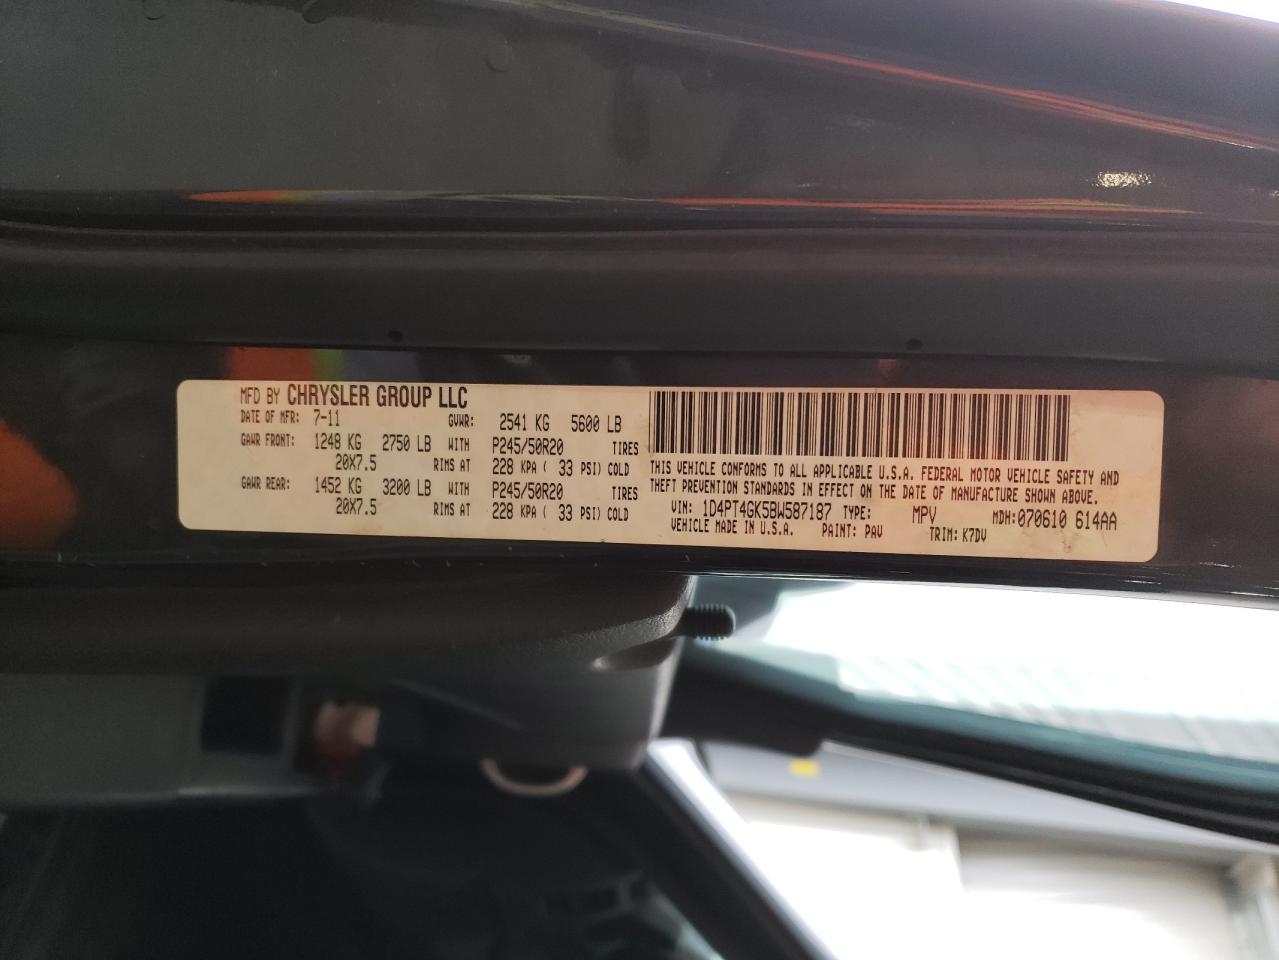 MFD BY CHRYSLER GROUP LLC
DATE OF MFR: 7-11 GVWR: 2541 KG 5600 LB
GAWR FRONT: 1248 KG 2750 LB WITH P245/50R20 TIRES
20X7.5 RIMS AT 228 KPA ( 33 PSI) COLD
GAWR REAR: 1452 KG 3200 LB WITH P245/50R20 TIRES
20X7.5 RIMS AT 228 KPA ( 33 PSI) COLD
THIS VEHICLE CONFORMS TO ALL APPLICABLE U.S.A. FEDERAL MOTOR VEHICLE SAFETY AND
THEFT PREVENTION STANDARDS IN EFFECT ON THE DATE OF MANUFACTURE SHOWN ABOVE.
VIN: 1D4PT4GK5BW587187 TYPE: MPV MDH:070610 614AA
VEHICLE MADE IN U.S.A. PAINT: PAV TRIM: K7DV